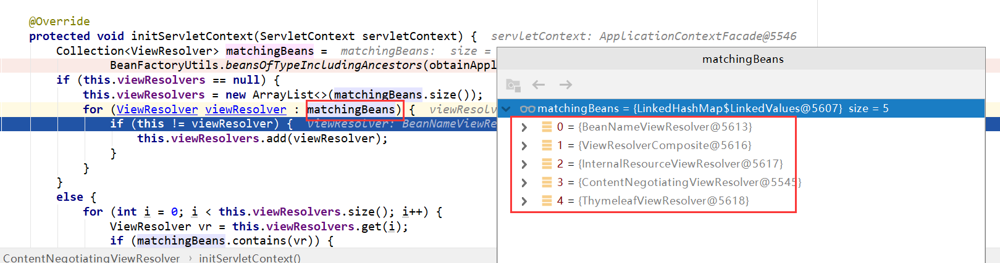 @Override
protected void initServletContext(ServletContext servletContext) { servletContext: ApplicationContextFacade@5546
Collection<ViewResolver> matchingBeans = matchingBeans: size =
BeanFactoryUtils.beansOfTypeIncludingAncestors(obtainAppl
if (this.viewResolvers == null) {
this.viewResolvers = new ArrayList<>(matchingBeans.size());
for (ViewResolver viewResolver : matchingBeans) { viewResol
if (this != viewResolver) { viewResolver: BeanNameViewRe
this.viewResolvers.add(viewResolver);
}
}
}
else {
for (int i = 0; i < this.viewResolvers.size(); i++) {
ViewResolver vr = this.viewResolvers.get(i);
if (matchingBeans.contains(vr)) {
ContentNegotiatingViewResolver › initServletContext()
matchingBeans
matchingBeans = {LinkedHashMap$LinkedValues@5607} size = 5
0 = {BeanNameViewResolver@5613}
1 = {ViewResolverComposite@5616}
2 = {InternalResourceViewResolver@5617}
3 = {ContentNegotiatingViewResolver@5545}
4 = {ThymeleafViewResolver@5618}